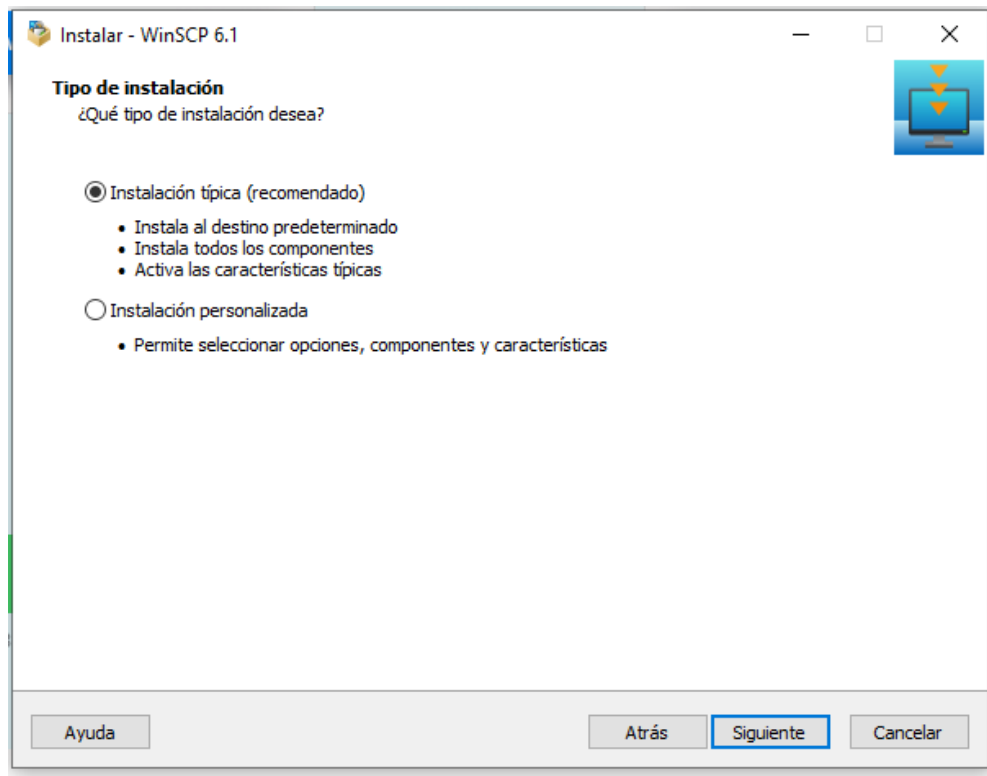 Instalar - WinSCP 6.1
Tipo de instalación
¿Qué tipo de instalación desea?
Instalación típica (recomendado)
• Instala al destino predeterminado
• Instala todos los componentes
• Activa las características típicas
Instalación personalizada
• Permite seleccionar opciones, componentes y características
Ayuda
Atrás
Siguiente
Cancelar